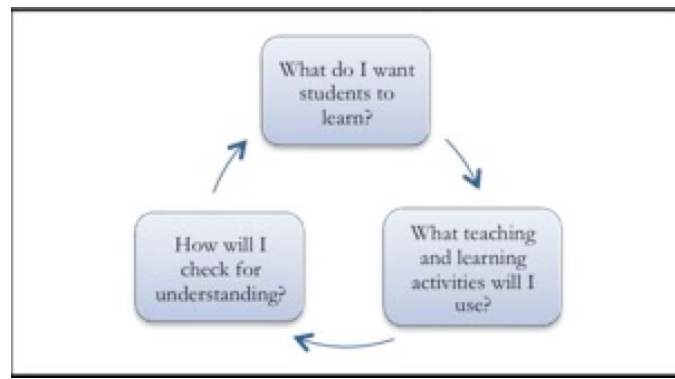 What do I want
students to
learn?
What teaching
and learning
activities will I
use?
How will I
check for
understanding?